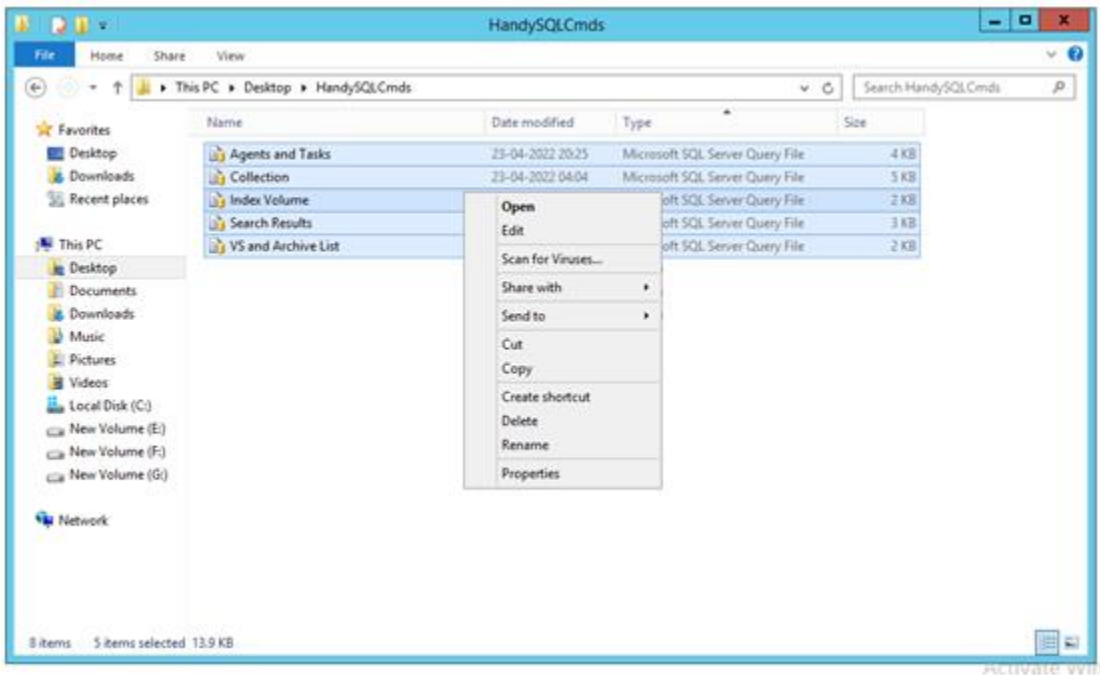 HandySQLCmds
File Home Share View
This PC Desktop HandySQLCmds
Search HandySQLCmds
Name Date modified Type Size
Favorites
Desktop
Downloads
Recent places
This PC
Desktop
Documents
Downloads
Music
Pictures
Videos
Local Disk (C:)
New Volume (E:)
New Volume (F:)
New Volume (G:)
Network
Agents and Tasks 23-04-2022 20:25 Microsoft SQL Server Query File 4 KB
Collection 23-04-2022 04:04 Microsoft SQL Server Query File 5 KB
Index Volume oft SQL Server Query File 2 KB
Search Results oft SQL Server Query File 3 KB
VS and Archive List oft SQL Server Query File 2 KB
Open
Edit
Scan for Viruses...
Share with
Send to
Cut
Copy
Create shortcut
Delete
Rename
Properties
8 items 5 items selected 13.9 KB
Activate Win